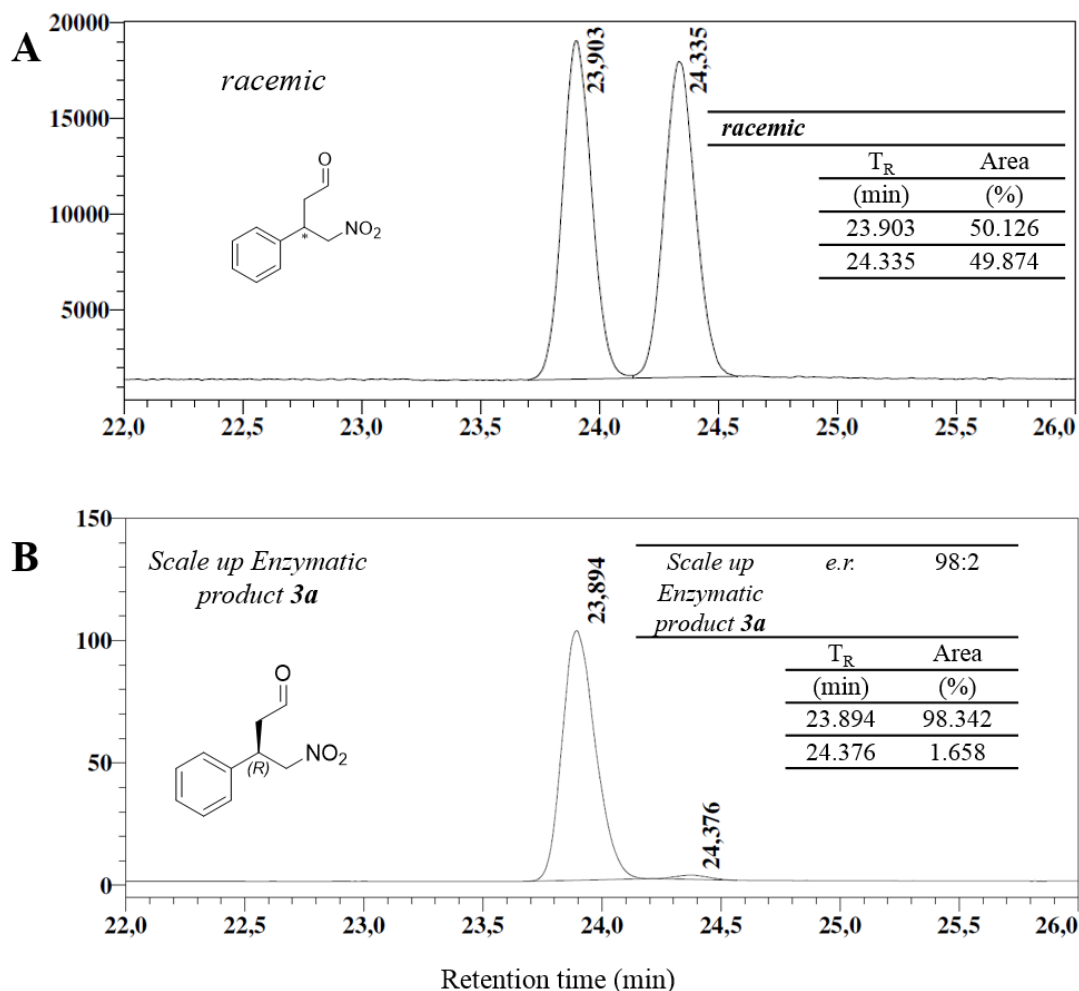 A
20000
15000
10000
5000
racemic
O
NO2
*
23,903
24,335
racemic
TR Area
(min) (%)
23.903 50.126
24.335 49.874
22,0 22,5 23,0 23,5 24,0 24,5 25,0 25,5 26,0
B
150
100
50
0
Scale up Enzymatic
product 3a
O
NO2
(R)
23,894
24,376
Scale up e.r. 98:2
Enzymatic
product 3a
TR Area
(min) (%)
23.894 98.342
24.376 1.658
22,0 22,5 23,0 23,5 24,0 24,5 25,0 25,5 26,0
Retention time (min)